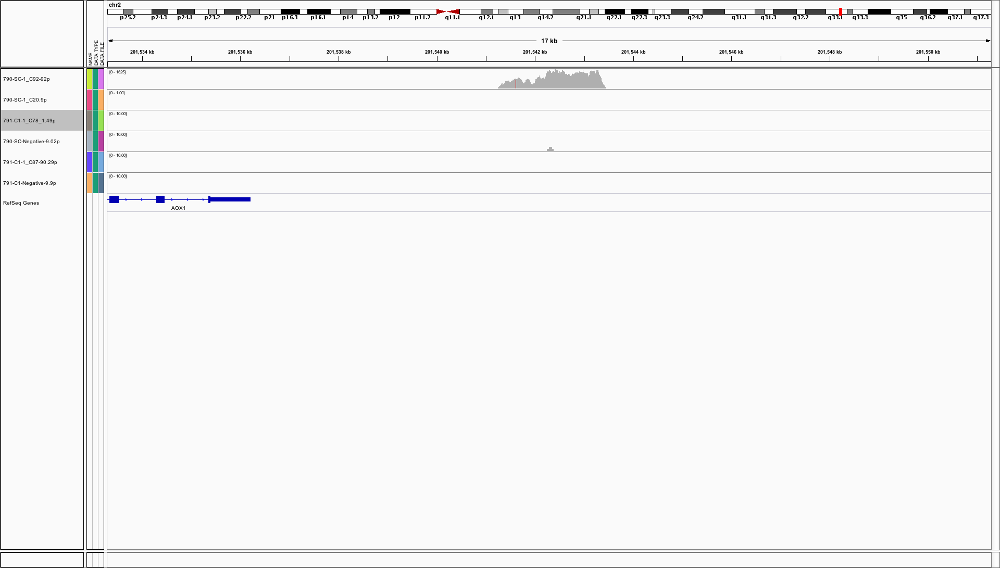 chr2
p25.2 p24.3 p24.1 p23.2 p22.2 p21 p16.3 p16.1 p14 p13.2 p12 p11.2 q11.1 q12.1 q13 q14.2 q21.1 q22.1 q22.3 q23.3 q24.2 q31.1 q31.3 q32.2 q33.1 q33.3 q35 q36.2 q37.1 q37.3
17 kb
201,534 kb 201,536 kb 201,538 kb 201,540 kb 201,542 kb 201,544 kb 201,546 kb 201,548 kb 201,550 kb
NAME
DATA TYPE
DATA FILE
790-SC-1_C92-92p [0 - 1625]
790-SC-1_C20.9p [0 - 1.00]
791-C1-1_C78_1.49p [0 - 10.00]
790-SC-Negative-9.02p [0 - 10.00]
791-C1-1_C87-90.29p [0 - 10.00]
791-C1-Negative-9.9p [0 - 10.00]
RefSeq Genes
AOX1